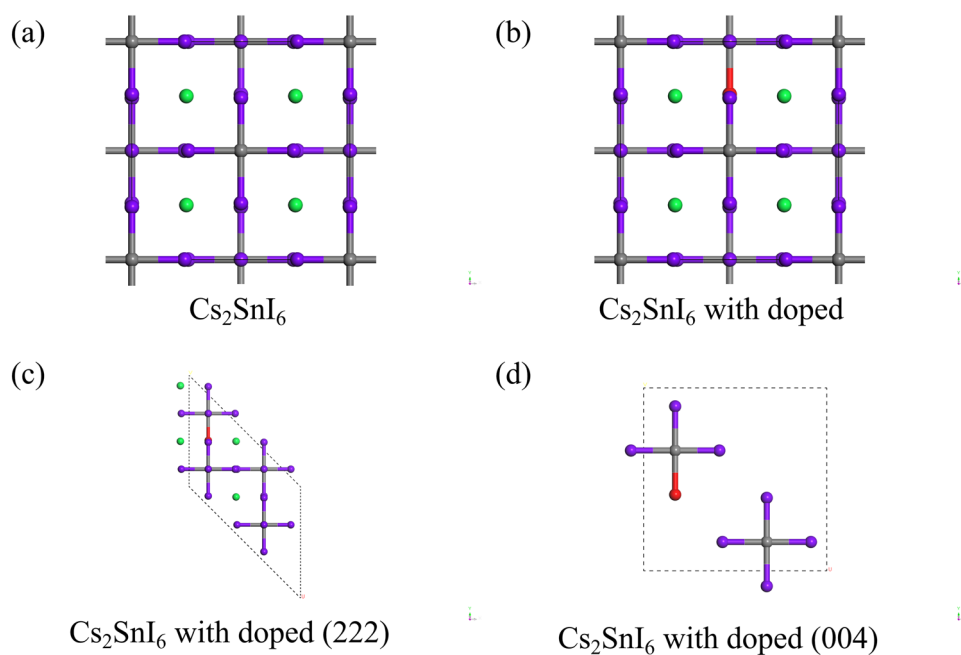 (a) (b)
Cs₂SnI₆ Cs₂SnI₆ with doped
(c) (d)
Cs₂SnI₆ with doped (222) Cs₂SnI₆ with doped (004)